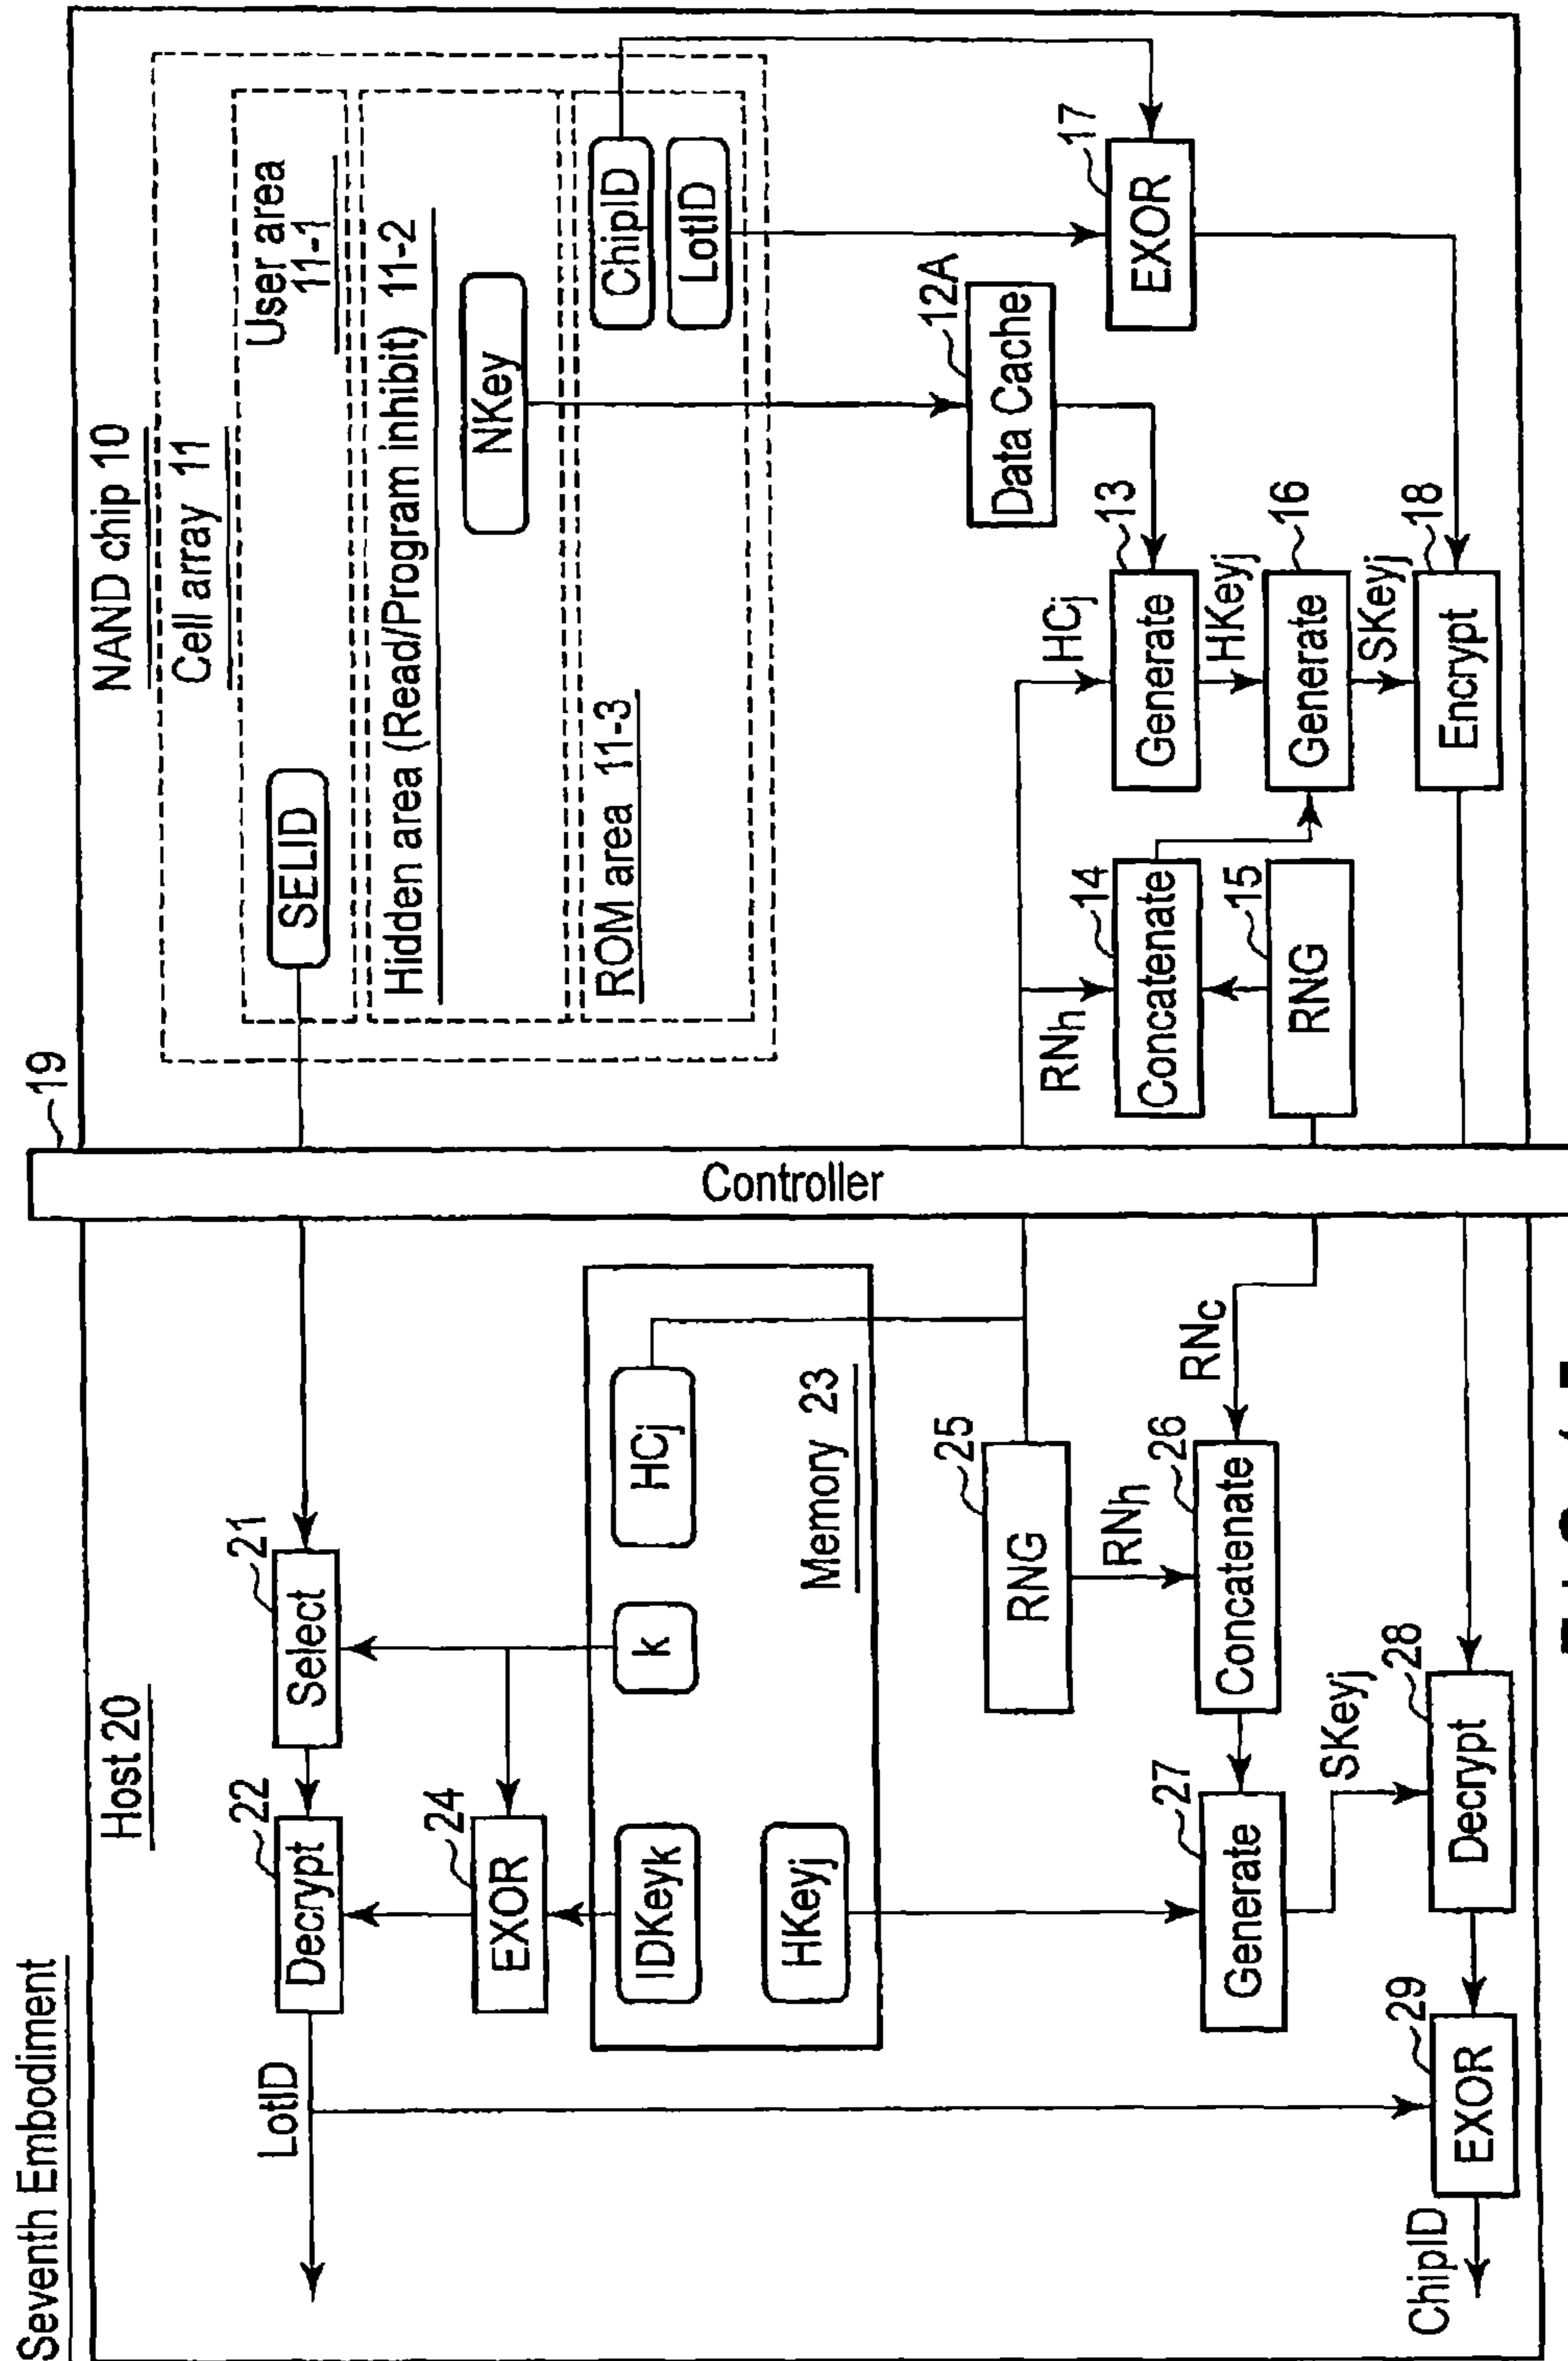 Seventh Embodiment
Host 20
21
Select
22
Decrypt
24
EXOR
LotID
IDKeyk
k
HCj
HKeyj
Memory 23
25
RNG
RNh
RNc
26
Concatenate
27
Generate
SKeyj
28
Decrypt
29
EXOR
ChipID
19
Controller
NAND chip 10
Cell array 11
User area
11-1
SELID
Hidden area (Read/Program inhibit) 11-2
NKey
ROM area 11-3
ChipID
LotID
12A
Data Cache
17
EXOR
HCj
13
Generate
HKeyj
RNh
14
Concatenate
15
RNG
16
Generate
SKeyj
18
Encrypt